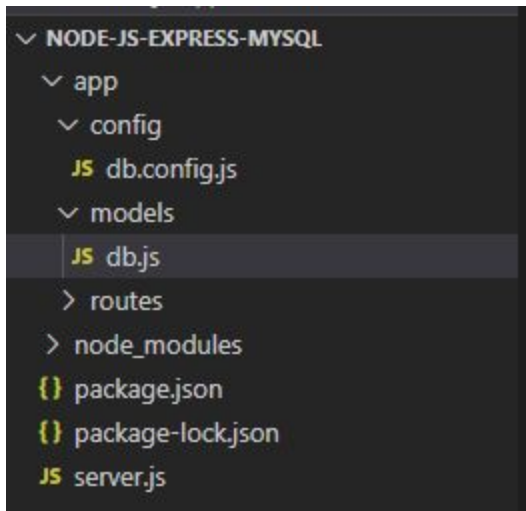 NODE-JS-EXPRESS-MYSQL
app
config
JS db.config.js
models
JS db.js
routes
node_modules
{} package.json
{} package-lock.json
JS server.js